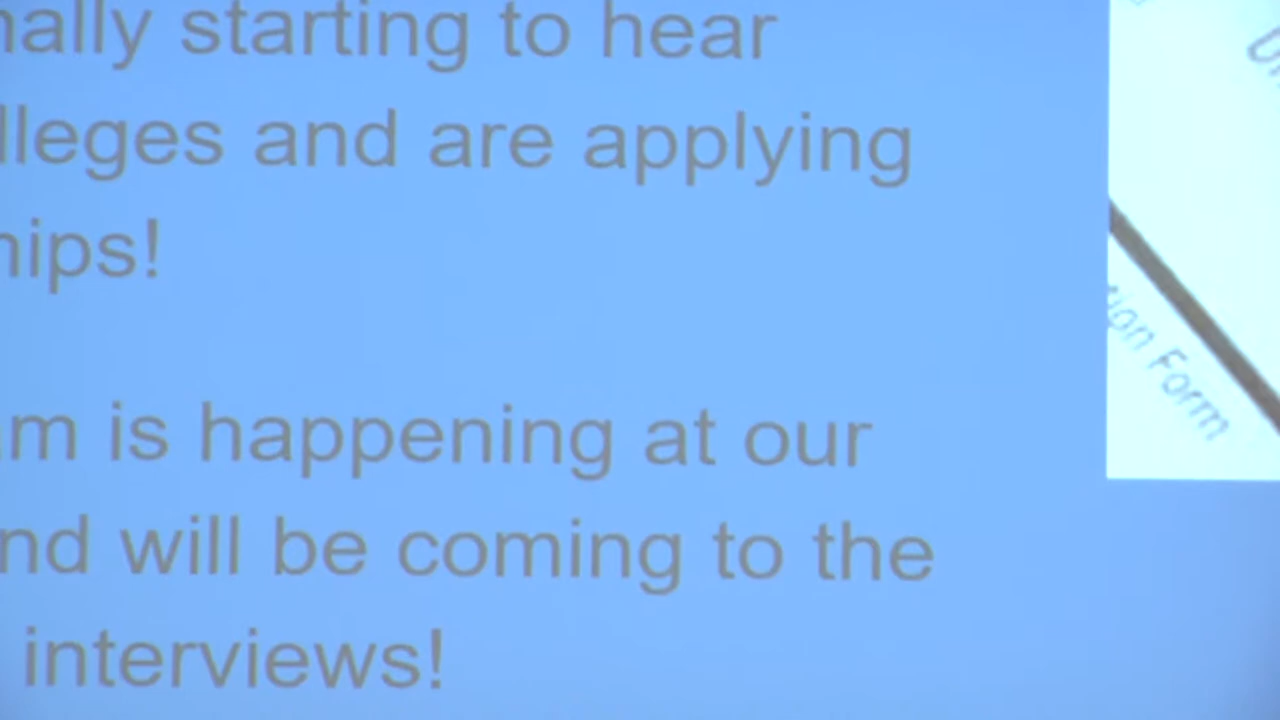 nally starting to hear
lleges and are applying
hips!
m is happening at our
nd will be coming to the
interviews!
tion Form